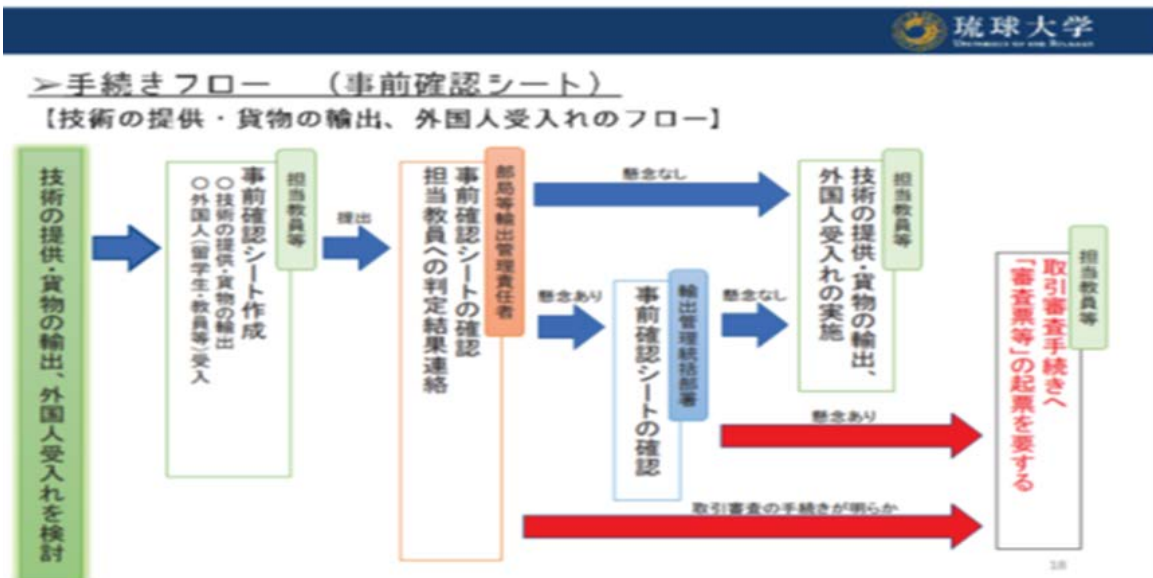 琉球大学
UNIVERSITY OF THE RYUKYUS
➢手続きフロー （事前確認シート）
【技術の提供・貨物の輸出、外国人受入れのフロー】
技術の提供・貨物の輸出、外国人受入れを検討
担当教員等
事前確認シート作成
○技術の提供・貨物の輸出
○外国人(留学生・教員等)受入
提出
部局等輸出管理責任者
事前確認シートの確認
担当教員への判定結果連絡
懸念なし
懸念あり
輸出管理統括部署
事前確認シートの確認
懸念なし
担当教員等
技術の提供・貨物の輸出、
外国人受入れの実施
懸念あり
取引審査の手続きが明らか
担当教員等
取引審査手続きへ
「審査票等」の起票を要する
18